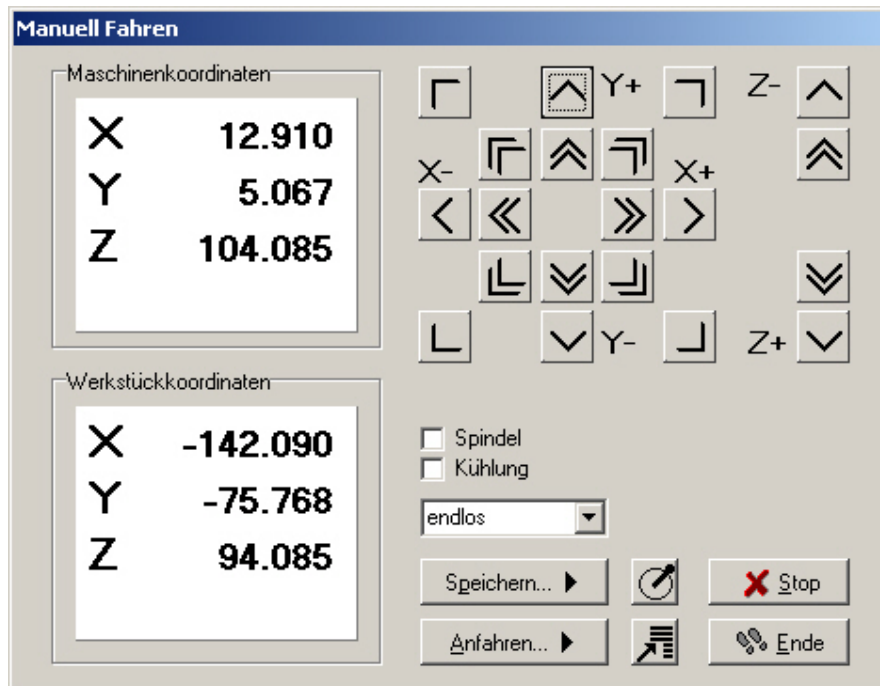 Manuell Fahren
Maschinenkoordinaten
X 12.910
Y 5.067
Z 104.085
Y+ Z-
X- X+
Y- Z+
Werkstückkoordinaten
X -142.090
Y -75.768
Z 94.085
Spindel
Kühlung
endlos
Speichern... Stop
Anfahren... Ende